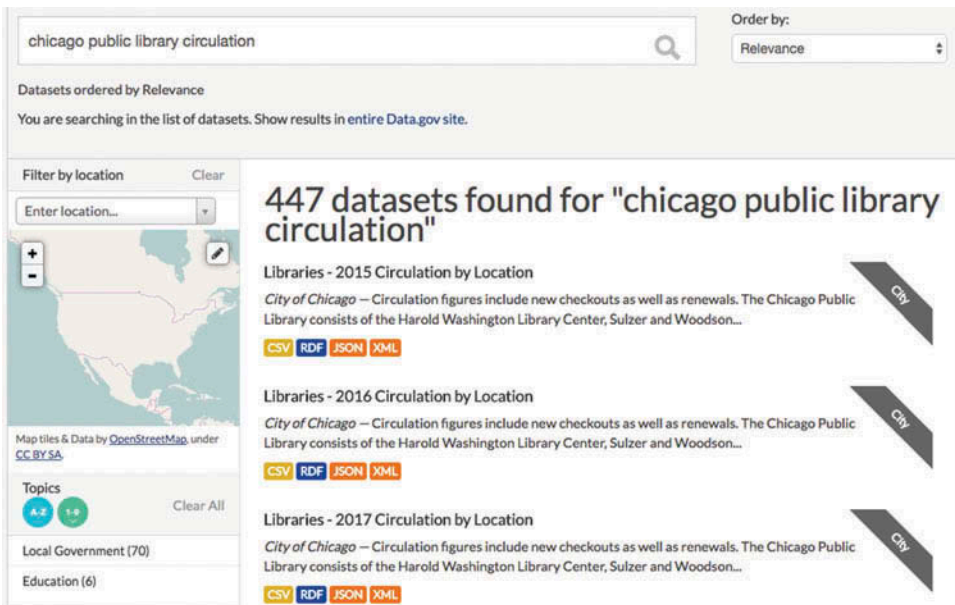 Order by:
chicago public library circulation
Relevance
Datasets ordered by Relevance
You are searching in the list of datasets. Show results in entire Data.gov site.
Filter by location Clear
Enter location...
+
-
Map tiles & Data by OpenStreetMap, under
CC BY SA.
Topics
A-Z 1-9 Clear All
Local Government (70)
Education (6)
447 datasets found for "chicago public library
circulation"
Libraries - 2015 Circulation by Location
City of Chicago — Circulation figures include new checkouts as well as renewals. The Chicago Public
Library consists of the Harold Washington Library Center, Sulzer and Woodson...
CSV RDF JSON XML
City
Libraries - 2016 Circulation by Location
City of Chicago — Circulation figures include new checkouts as well as renewals. The Chicago Public
Library consists of the Harold Washington Library Center, Sulzer and Woodson...
CSV RDF JSON XML
City
Libraries - 2017 Circulation by Location
City of Chicago — Circulation figures include new checkouts as well as renewals. The Chicago Public
Library consists of the Harold Washington Library Center, Sulzer and Woodson...
CSV RDF JSON XML
City